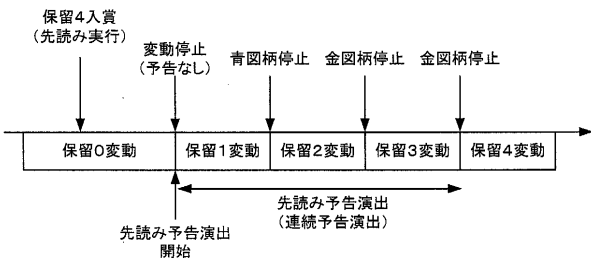 保留4入賞
(先読み実行)
変動停止
(予告なし)
青図柄停止
金図柄停止
金図柄停止
保留0変動
保留1変動
保留2変動
保留3変動
保留4変動
先読み予告演出
開始
先読み予告演出
(連続予告演出)